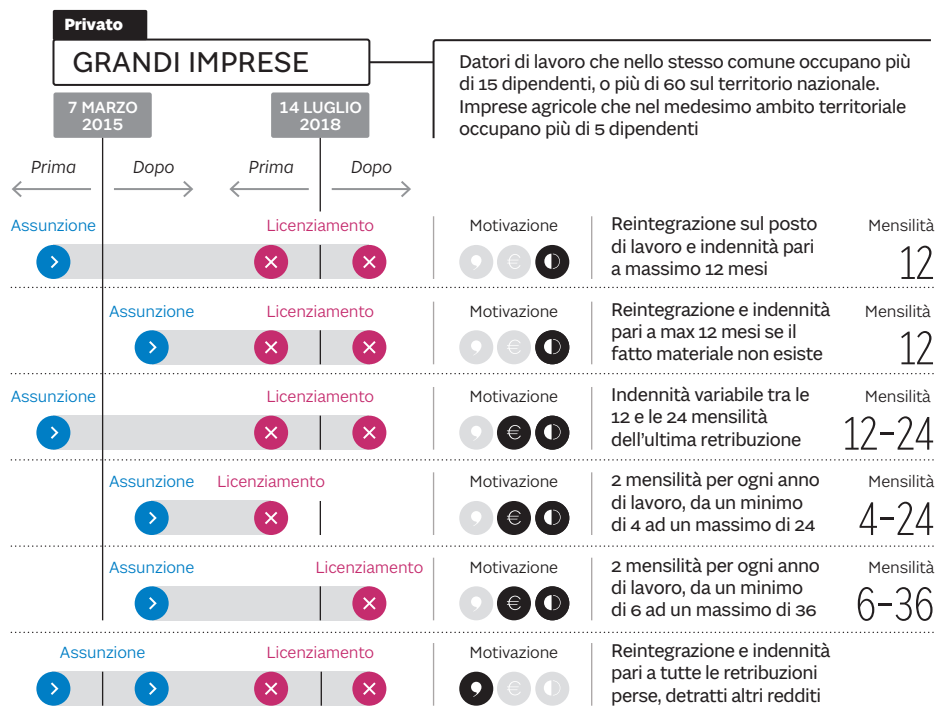 Privato
GRANDI IMPRESE
Datori di lavoro che nello stesso comune occupano più
di 15 dipendenti, o più di 60 sul territorio nazionale.
Imprese agricole che nel medesimo ambito territoriale
occupano più di 5 dipendenti
7 MARZO
2015
14 LUGLIO
2018
Prima Dopo Prima Dopo
Assunzione Licenziamento Motivazione
€
Reintegrazione sul posto
di lavoro e indennità pari
a massimo 12 mesi
Mensilità
12
Assunzione Licenziamento Motivazione
€
Reintegrazione e indennità
pari a max 12 mesi se il
fatto materiale non esiste
Mensilità
12
Assunzione Licenziamento Motivazione
€
Indennità variabile tra le
12 e le 24 mensilità
dell'ultima retribuzione
Mensilità
12-24
Assunzione Licenziamento Motivazione
€
2 mensilità per ogni anno
di lavoro, da un minimo
di 4 ad un massimo di 24
Mensilità
4-24
Assunzione Licenziamento Motivazione
€
2 mensilità per ogni anno
di lavoro, da un minimo
di 6 ad un massimo di 36
Mensilità
6-36
Assunzione Licenziamento Motivazione
€
Reintegrazione e indennità
pari a tutte le retribuzioni
perse, detratti altri redditi